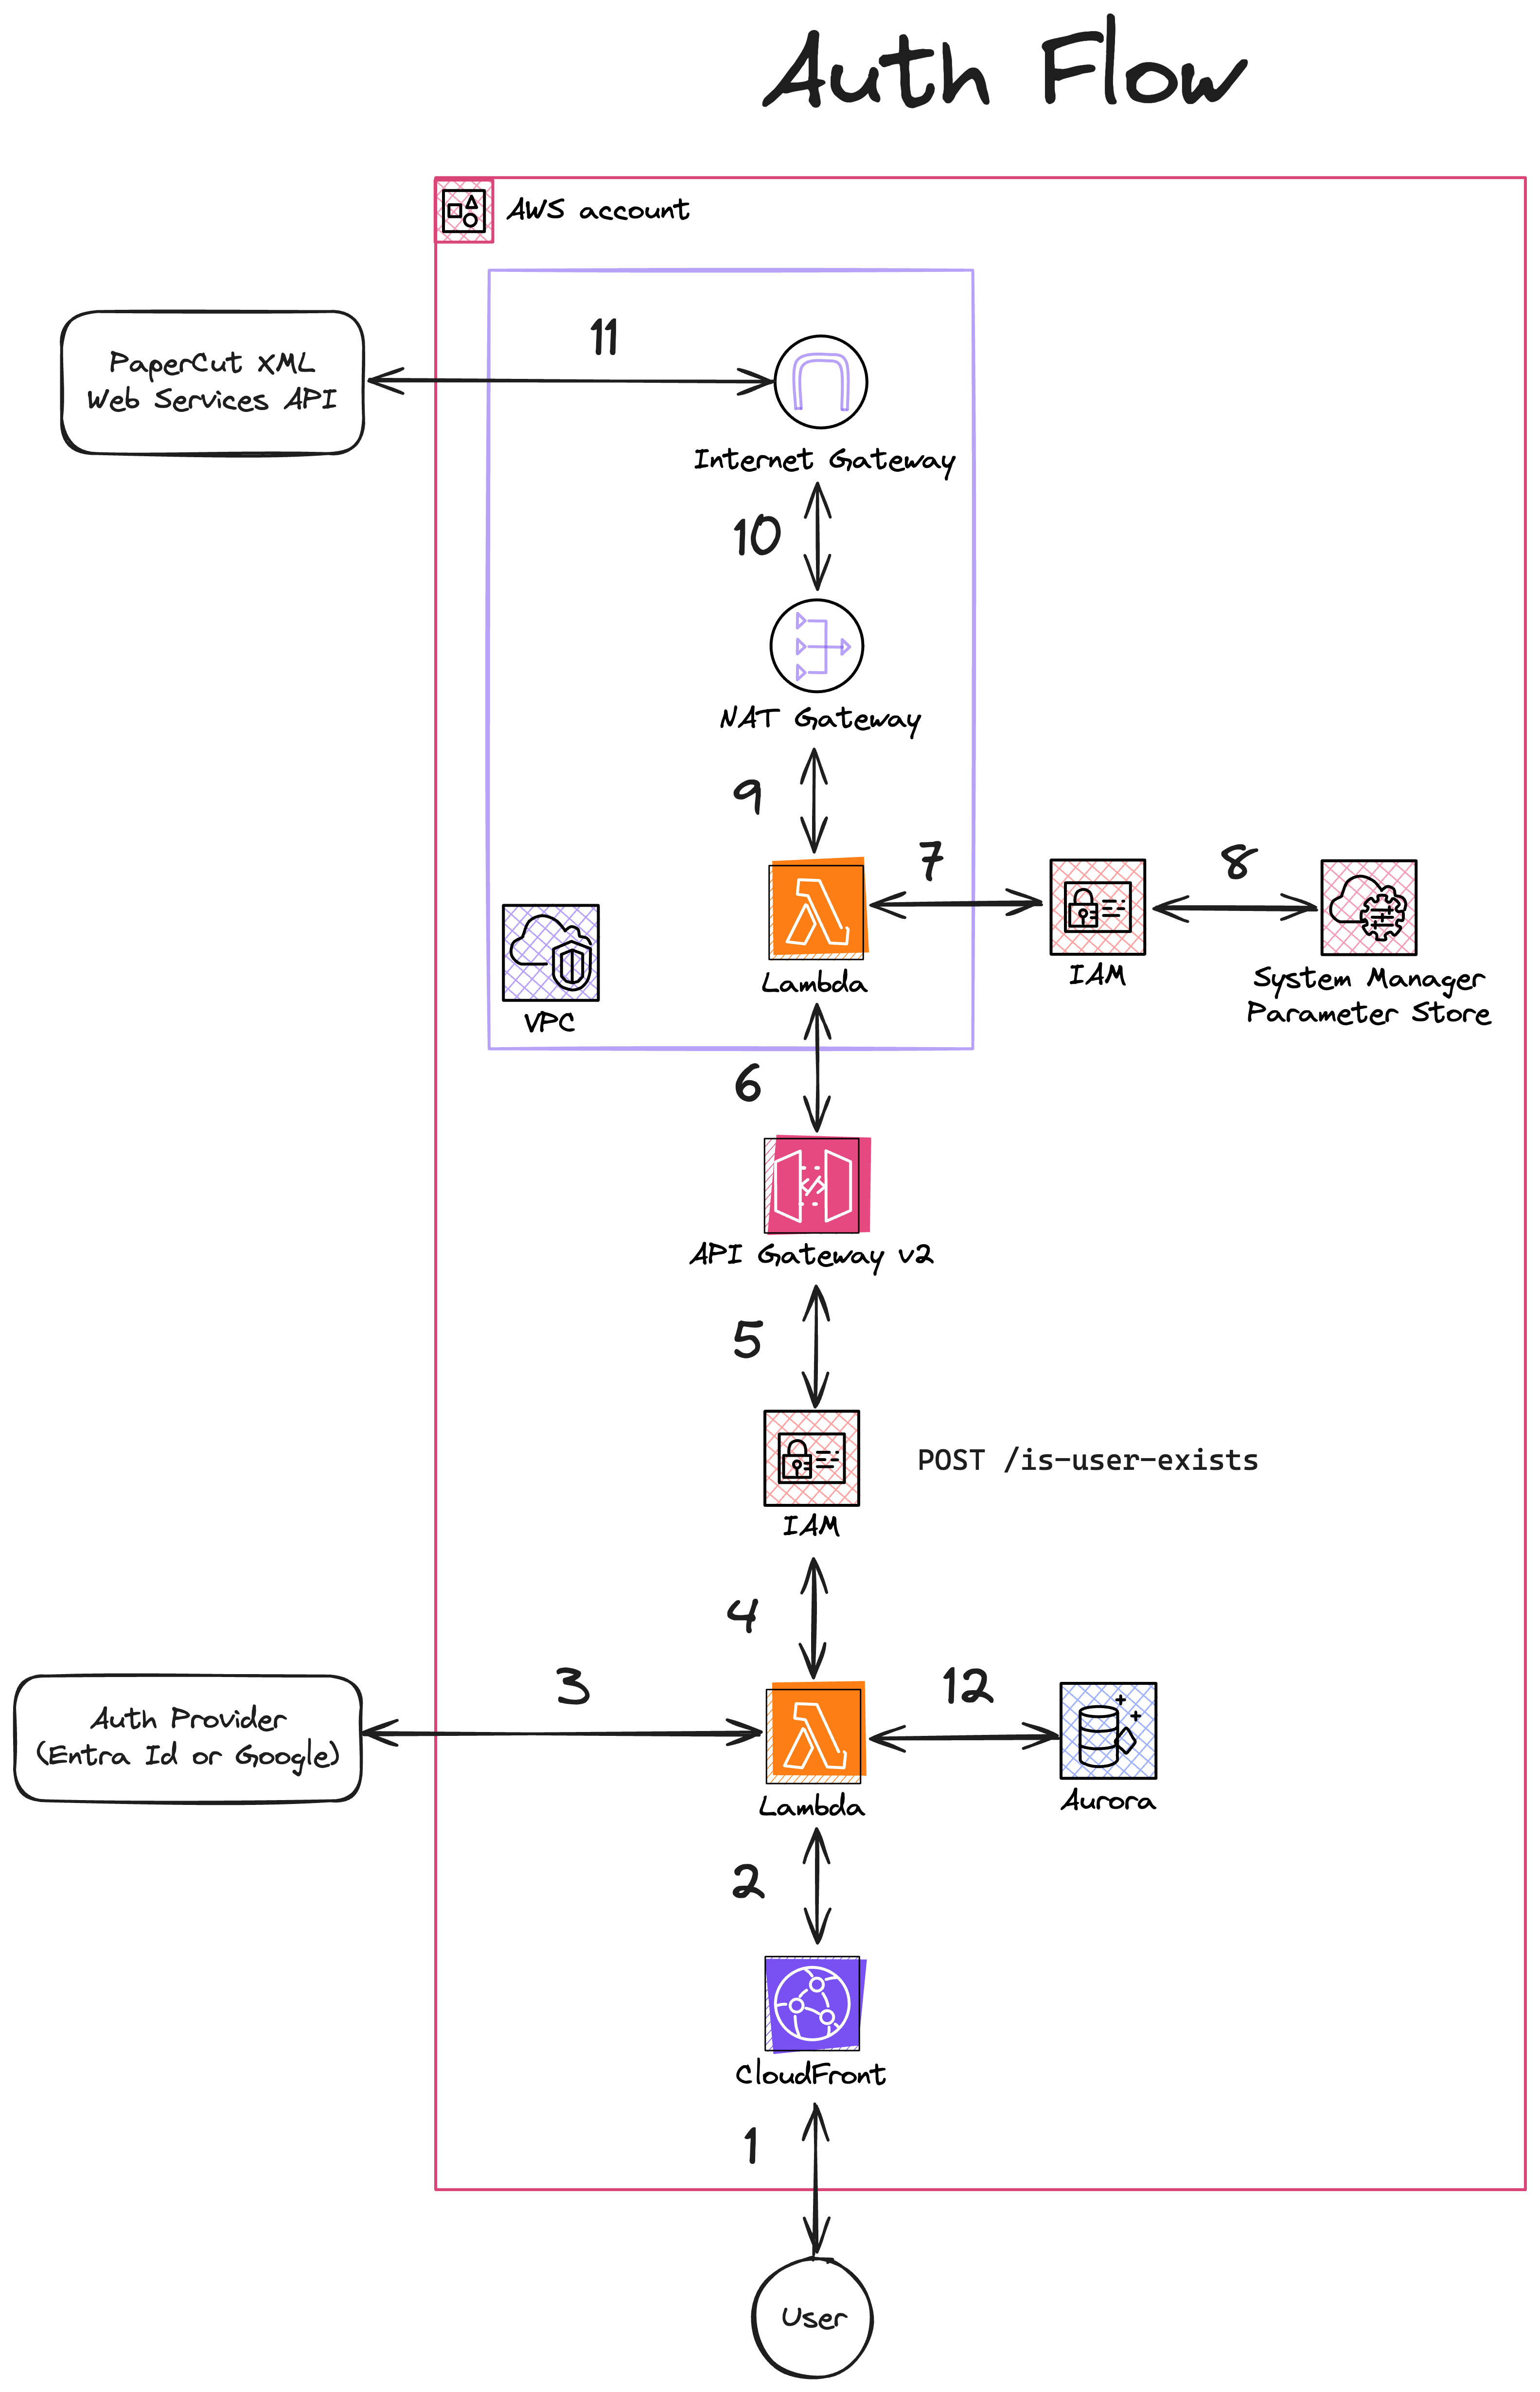 Auth Flow
AWS account
11
PaperCut XML
Web Services API
Internet Gateway
10
NAT Gateway
9
7
8
Lambda
IAM
System Manager
Parameter Store
VPC
6
API Gateway v2
5
POST /is-user-exists
IAM
4
3
12
Auth Provider
(Entra Id or Google)
Lambda
Aurora
2
CloudFront
1
User